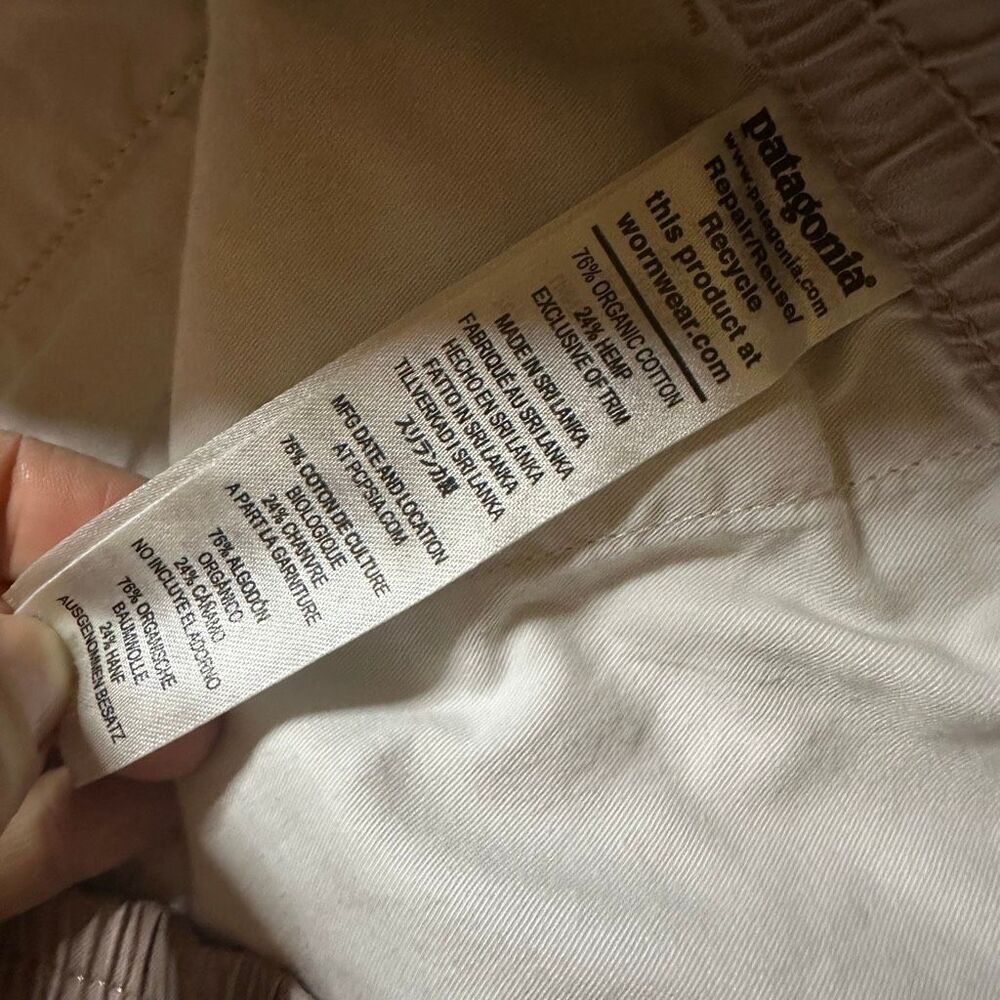 patagonia®
www.patagonia.com
Repair/Reuse/
Recycle
this product at
wornwear.com
76% ORGANIC COTTON
24% HEMP
EXCLUSIVE OF TRIM
MADE IN SRI LANKA
FABRIQUÉ AU SRI LANKA
HECHO EN SRI LANKA
FATTO IN SRI LANKA
TILLVERKAD I SRI LANKA
スリランカ製
MFG DATE AND LOCATION
AT PCPSIA.COM
76% COTON DE CULTURE
BIOLOGIQUE
24% CHANVRE
A PART LA GARNITURE
76% ALGODÓN
ORGÁNICO
24% CAÑAMO
NO INCLUYE EL ADORNO
76% ORGANISCHE
BAUMWOLLE
24% HANF
AUSGENOMMEN BESATZ